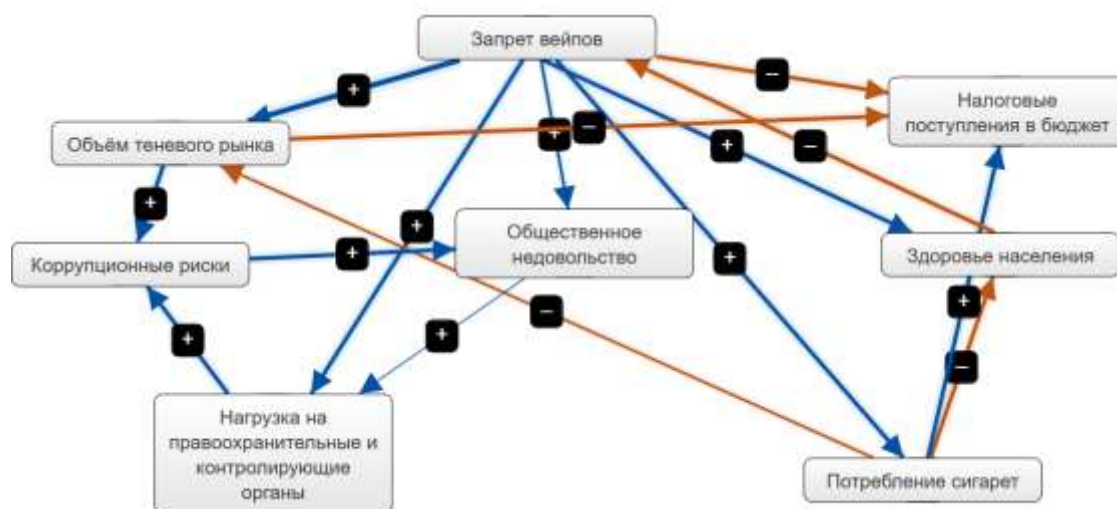 Запрет вейпов
–
Налоговые
поступления в бюджет
+
Объём теневого рынка
+
–
+
–
+
Коррупционные риски
+
Общественное
недовольство
+
+
Здоровье населения
–
+
+
+
–
Нагрузка на
правоохранительные и
контролирующие
органы
Потребление сигарет